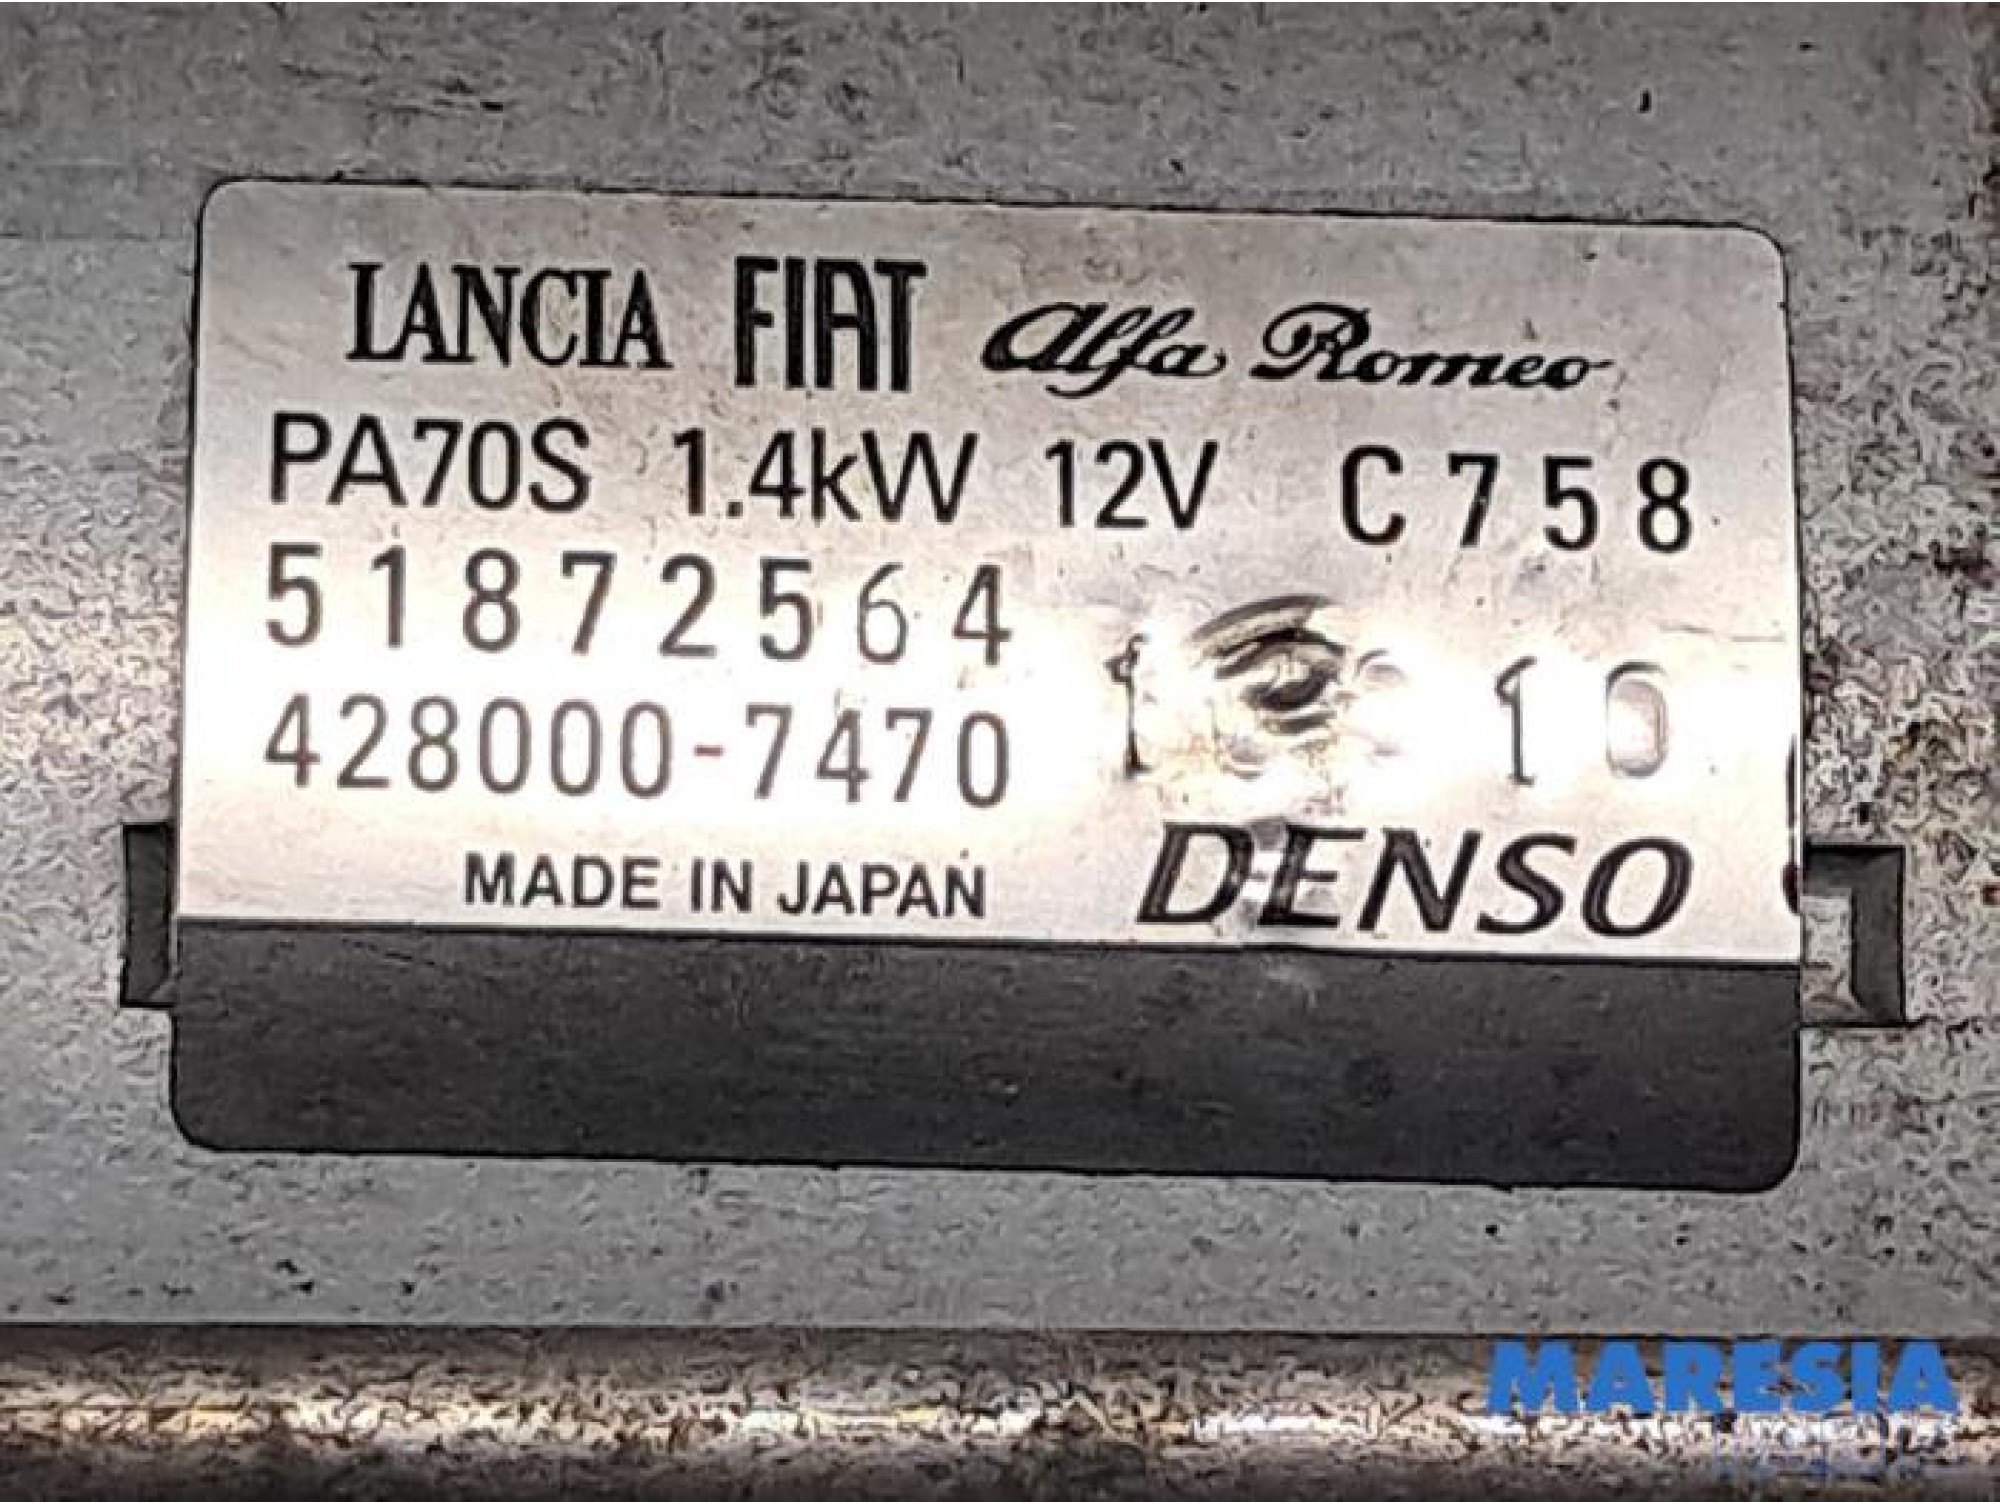 LANCIA FIAT Alfa Romeo
PA70S 1.4kW 12V C758
51872564
428000-7470
MADE IN JAPAN DENSO
MARESIA